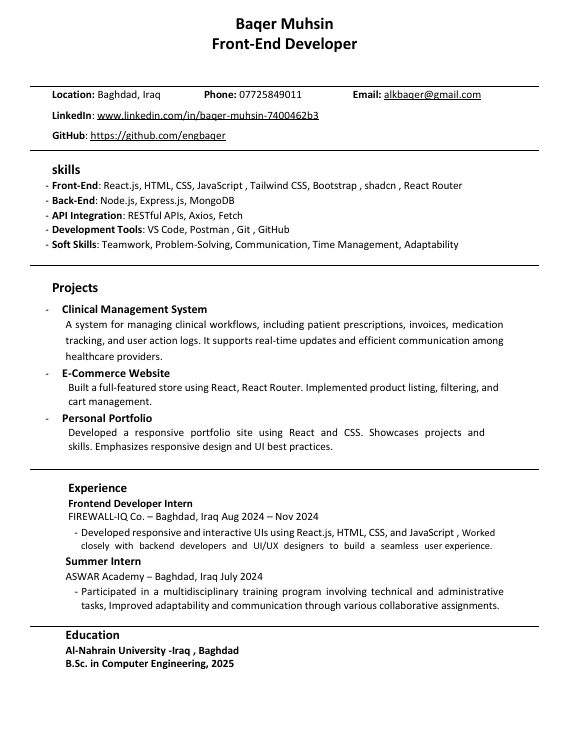 Baqer Muhsin
Front-End Developer
Location: Baghdad, Iraq Phone: 07725849011 Email: alkbaqer@gmail.com
LinkedIn: www.linkedin.com/in/baqer-muhsin-7400462b3
GitHub: https://github.com/engbaqer
skills
- Front-End: React.js, HTML, CSS, JavaScript , Tailwind CSS, Bootstrap , shadcn , React Router
- Back-End: Node.js, Express.js, MongoDB
- API Integration: RESTful APIs, Axios, Fetch
- Development Tools: VS Code, Postman , Git , GitHub
- Soft Skills: Teamwork, Problem-Solving, Communication, Time Management, Adaptability
Projects
- Clinical Management System
A system for managing clinical workflows, including patient prescriptions, invoices, medication
tracking, and user action logs. It supports real-time updates and efficient communication among
healthcare providers.
- E-Commerce Website
Built a full-featured store using React, React Router. Implemented product listing, filtering, and
cart management.
- Personal Portfolio
Developed a responsive portfolio site using React and CSS. Showcases projects and
skills. Emphasizes responsive design and UI best practices.
Experience
Frontend Developer Intern
FIREWALL-IQ Co. – Baghdad, Iraq Aug 2024 – Nov 2024
- Developed responsive and interactive UIs using React.js, HTML, CSS, and JavaScript , Worked
closely with backend developers and UI/UX designers to build a seamless user experience.
Summer Intern
ASWAR Academy – Baghdad, Iraq July 2024
- Participated in a multidisciplinary training program involving technical and administrative
tasks, Improved adaptability and communication through various collaborative assignments.
Education
Al-Nahrain University -Iraq , Baghdad
B.Sc. in Computer Engineering, 2025